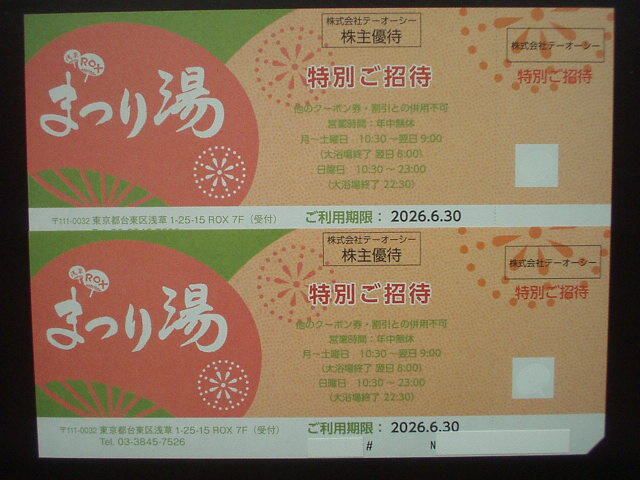 株式会社テーオーシー
株主優待
株式会社テーオーシー
ROX
まつり湯
特別ご招待
特別ご招待
他のクーポン券・割引との併用不可
営業時間：年中無休
月～土曜日 10:30～翌日9:00
(大浴場終了 翌日8:00)
日曜日 10:30 ～ 23:00
(大浴場終了 22:30)
〒111-0032 東京都台東区浅草 1-25-15 ROX 7F（受付）
ご利用期限： 2026.6.30
株式会社テーオーシー
株主優待
株式会社テーオーシー
ROX
まつり湯
特別ご招待
特別ご招待
他のクーポン券・割引との併用不可
営業時間：年中無休
月～土曜日 10:30～翌日9:00
(大浴場終了 翌日8:00)
日曜日 10:30 ～ 23:00
(大浴場終了 22:30)
〒111-0032 東京都台東区浅草 1-25-15 ROX 7F（受付）
Tel. 03-3845-7526
ご利用期限： 2026.6.30
# N